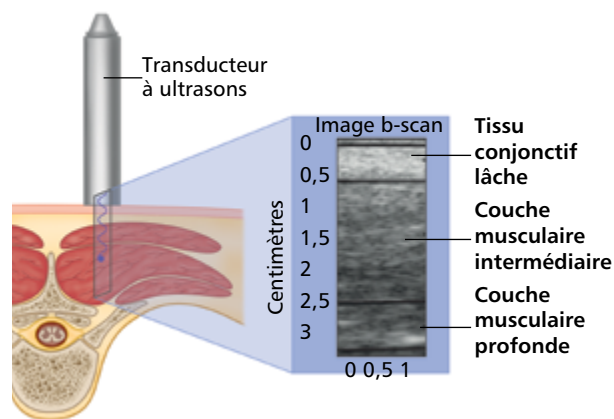 Transducteur
à ultrasons
Image b-scan
Centimètres
0
0,5
1
1,5
2
2,5
3
0 0,5 1
Tissu
conjonctif
lâche
Couche
musculaire
intermédiaire
Couche
musculaire
profonde